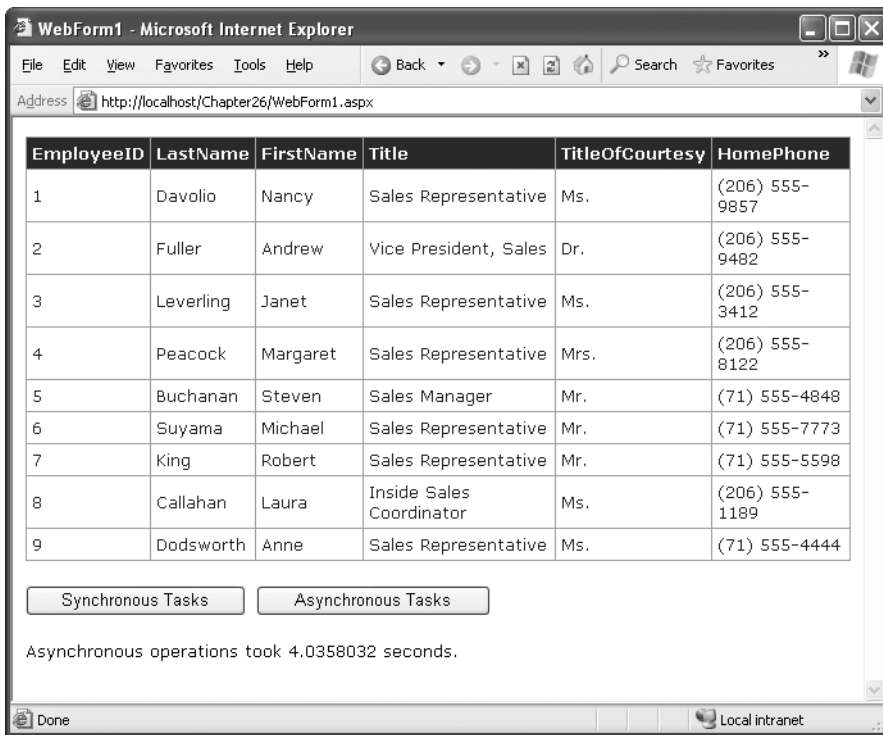 WebForm1 - Microsoft Internet Explorer
File Edit View Favorites Tools Help Back Search Favorites »
Address http://localhost/Chapter26/WebForm1.aspx
EmployeeID LastName FirstName Title TitleOfCourtesy HomePhone
1 Davolio Nancy Sales Representative Ms. (206) 555-
9857
2 Fuller Andrew Vice President, Sales Dr. (206) 555-
9482
3 Leverling Janet Sales Representative Ms. (206) 555-
3412
4 Peacock Margaret Sales Representative Mrs. (206) 555-
8122
5 Buchanan Steven Sales Manager Mr. (71) 555-4848
6 Suyama Michael Sales Representative Mr. (71) 555-7773
7 King Robert Sales Representative Mr. (71) 555-5598
8 Callahan Laura Inside Sales
Coordinator Ms. (206) 555-
1189
9 Dodsworth Anne Sales Representative Ms. (71) 555-4444
Synchronous Tasks Asynchronous Tasks
Asynchronous operations took 4.0358032 seconds.
Done Local intranet